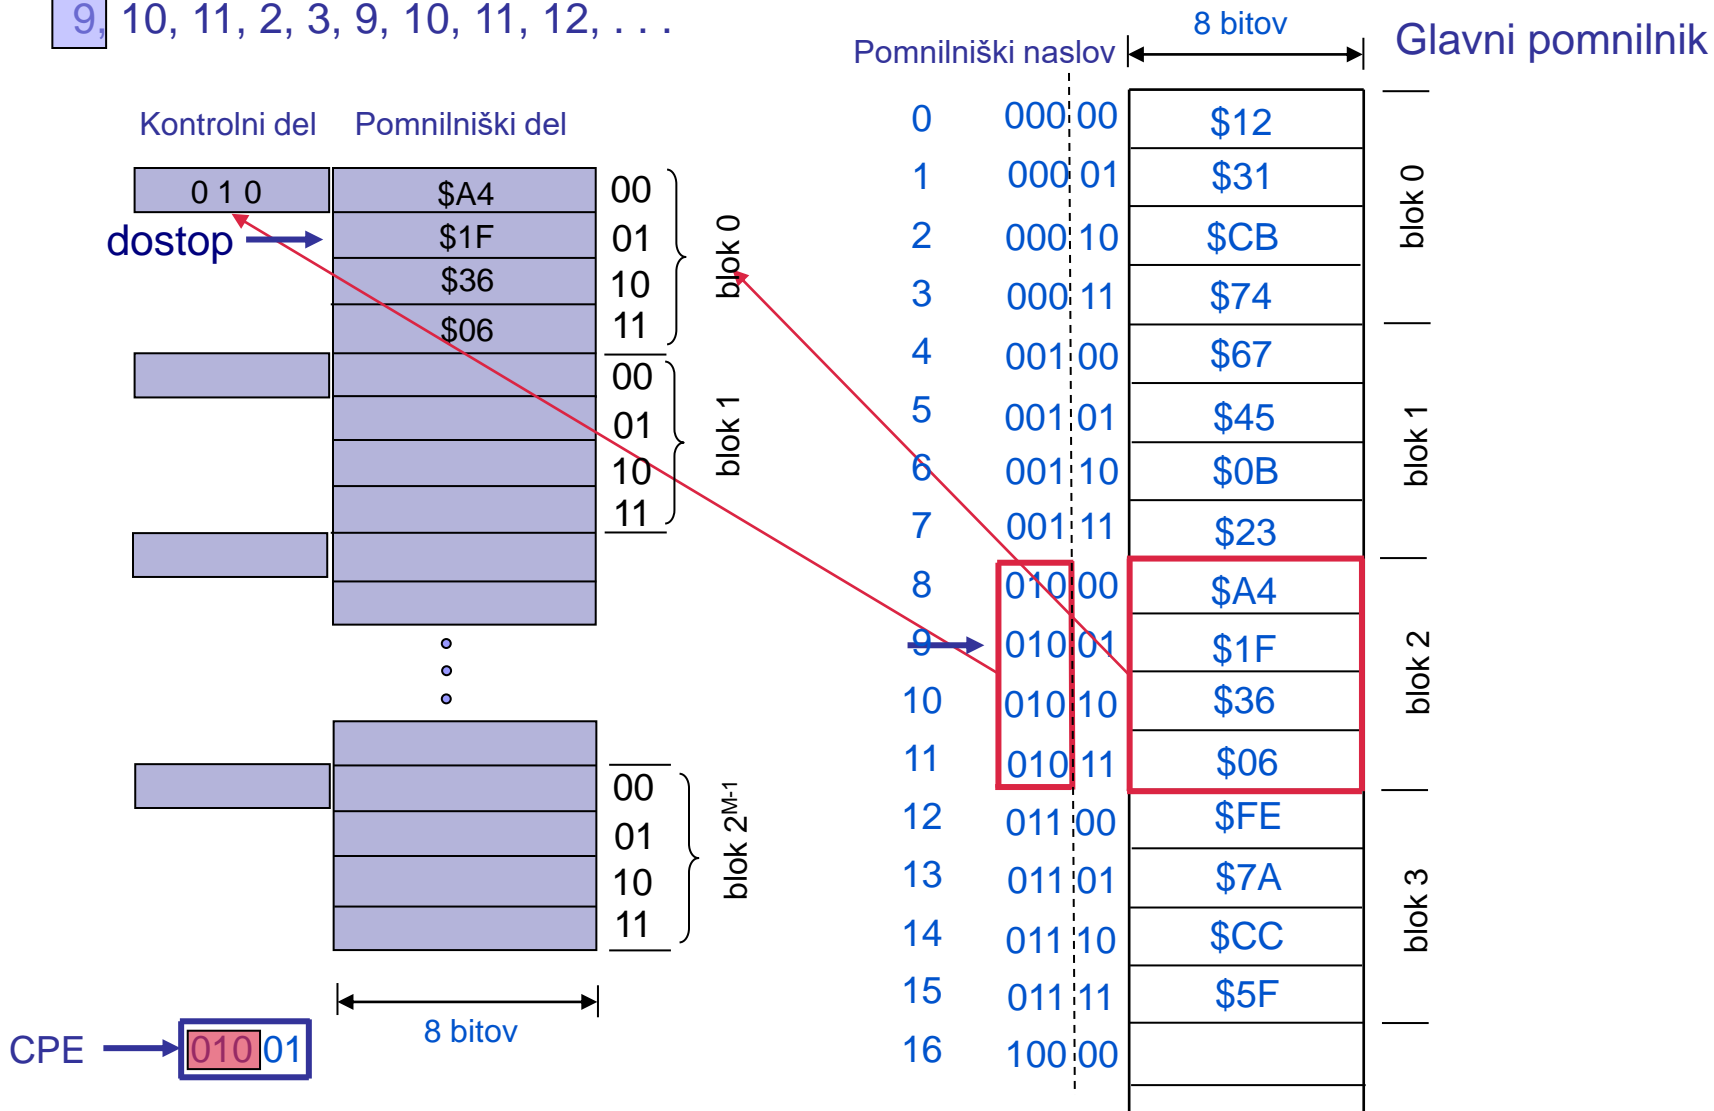 9, 10, 11, 2, 3, 9, 10, 11, 12, . . .
Kontrolni del Pomnilniški del
0 1 0 $A4 00
dostop $1F 01
$36 10
$06 11
blok 0
00
01
10
11
blok 1
00
01
10
11
blok 2M-1
8 bitov
CPE 010 01
8 bitov
Pomnilniški naslov
Glavni pomnilnik
0 000 00 $12
1 000 01 $31
2 000 10 $CB
3 000 11 $74
blok 0
4 001 00 $67
5 001 01 $45
6 001 10 $0B
7 001 11 $23
blok 1
8 010 00 $A4
9 010 01 $1F
10 010 10 $36
11 010 11 $06
blok 2
12 011 00 $FE
13 011 01 $7A
14 011 10 $CC
15 011 11 $5F
blok 3
16 100 00